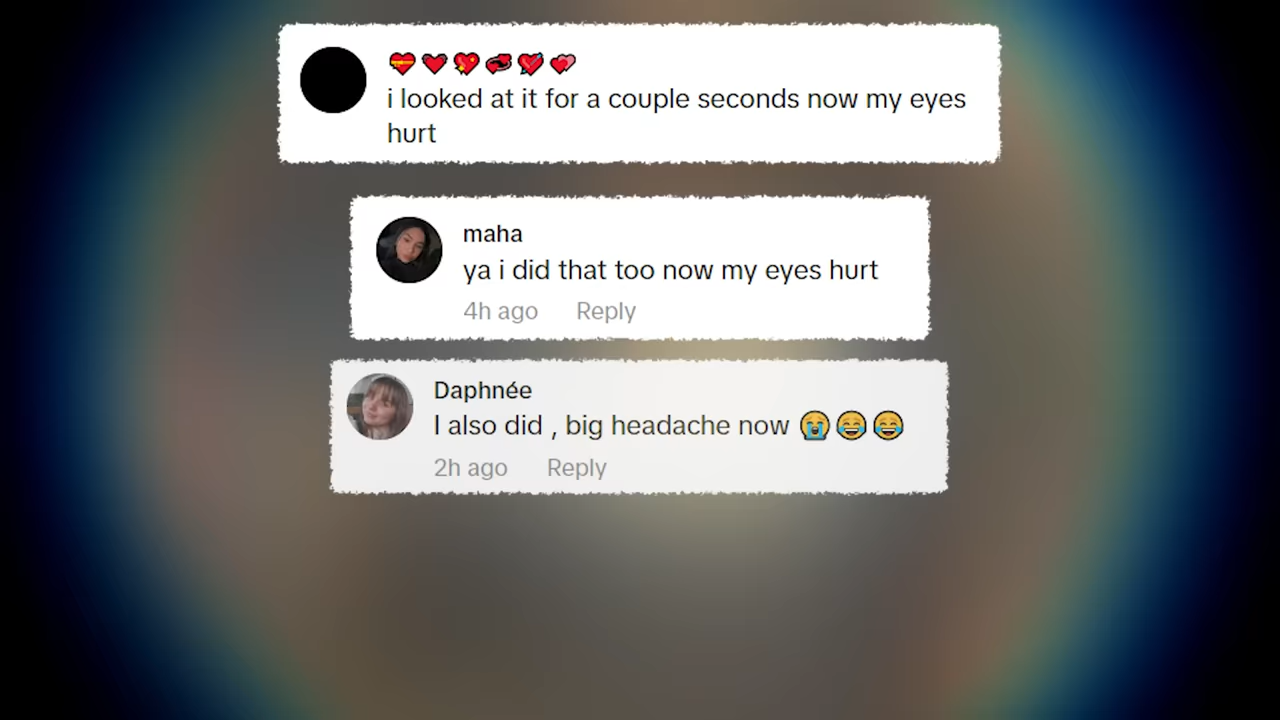 i looked at it for a couple seconds now my eyes
hurt
maha
ya i did that too now my eyes hurt
4h ago Reply
Daphnée
I also did , big headache now 😭😂😂
2h ago Reply